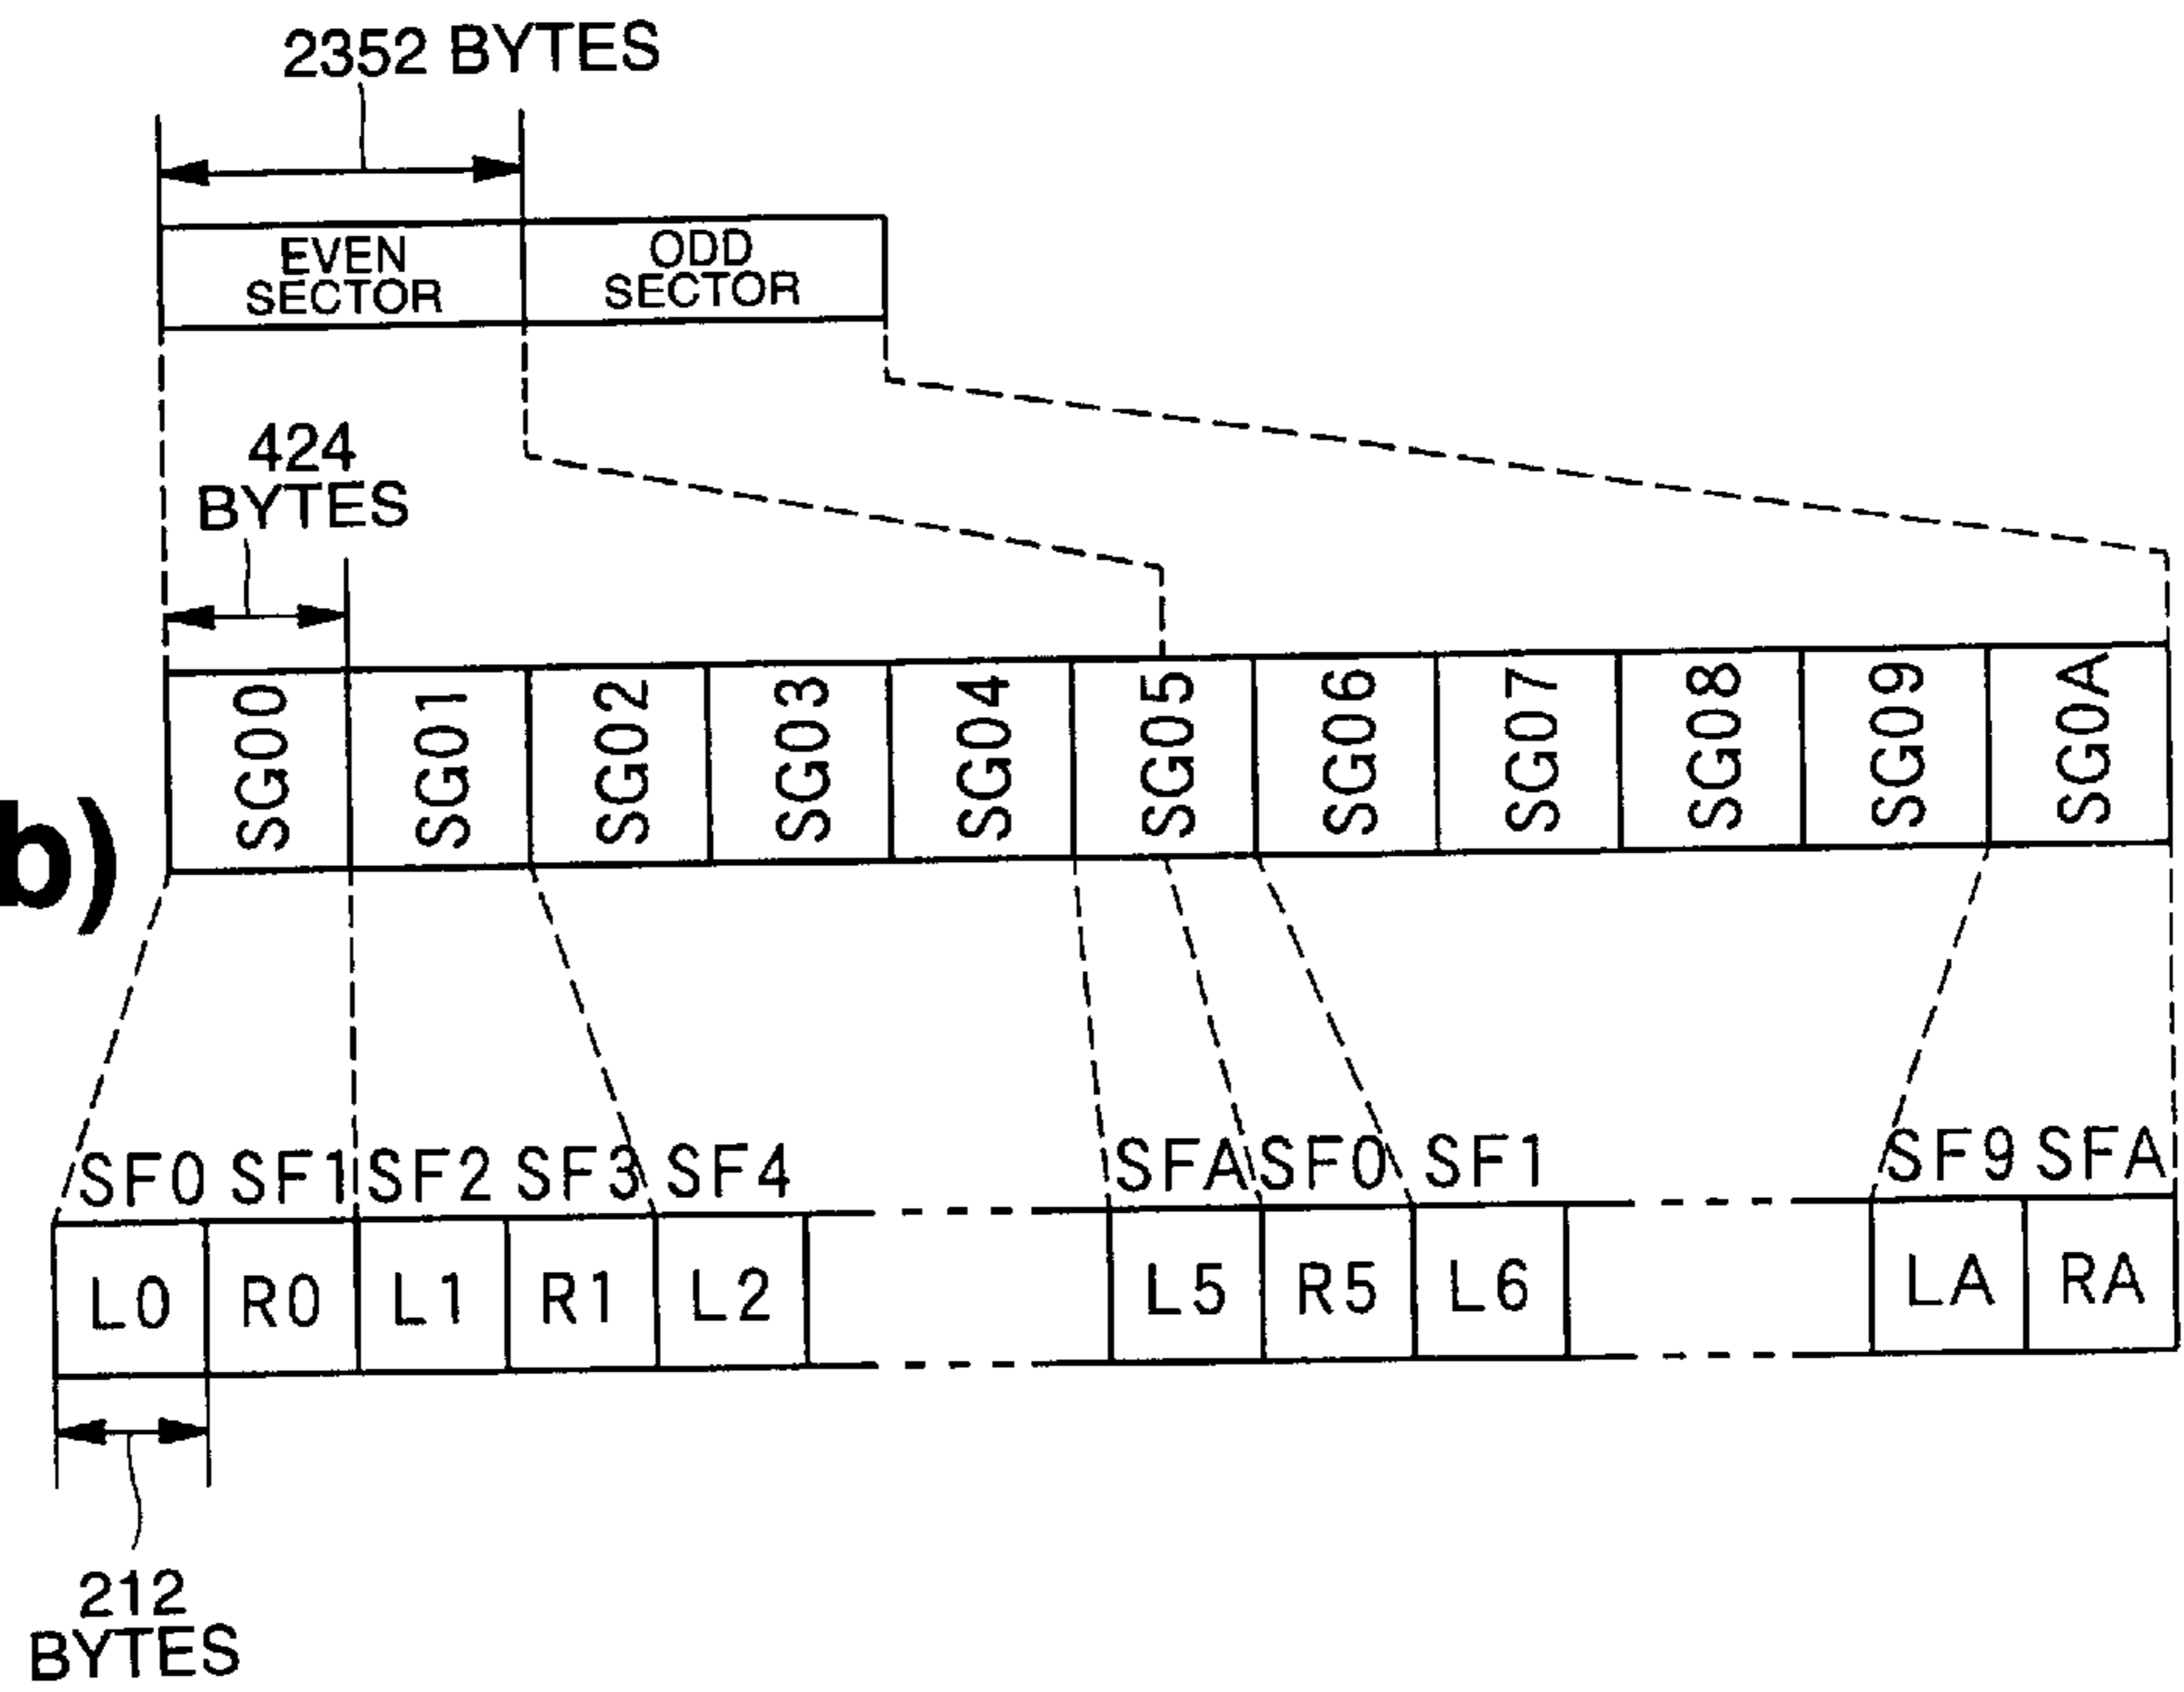 2352 BYTES
EVEN
SECTOR
ODD
SECTOR
424
BYTES
SG00 SG01 SG02 SG03 SG04 SG05 SG06 SG07 SG08 SG09 SG0A
b)
SF0 SF1 SF2 SF3 SF4 SFA SF0 SF1 SF9 SFA
L0 R0 L1 R1 L2 L5 R5 L6 LA RA
212
BYTES